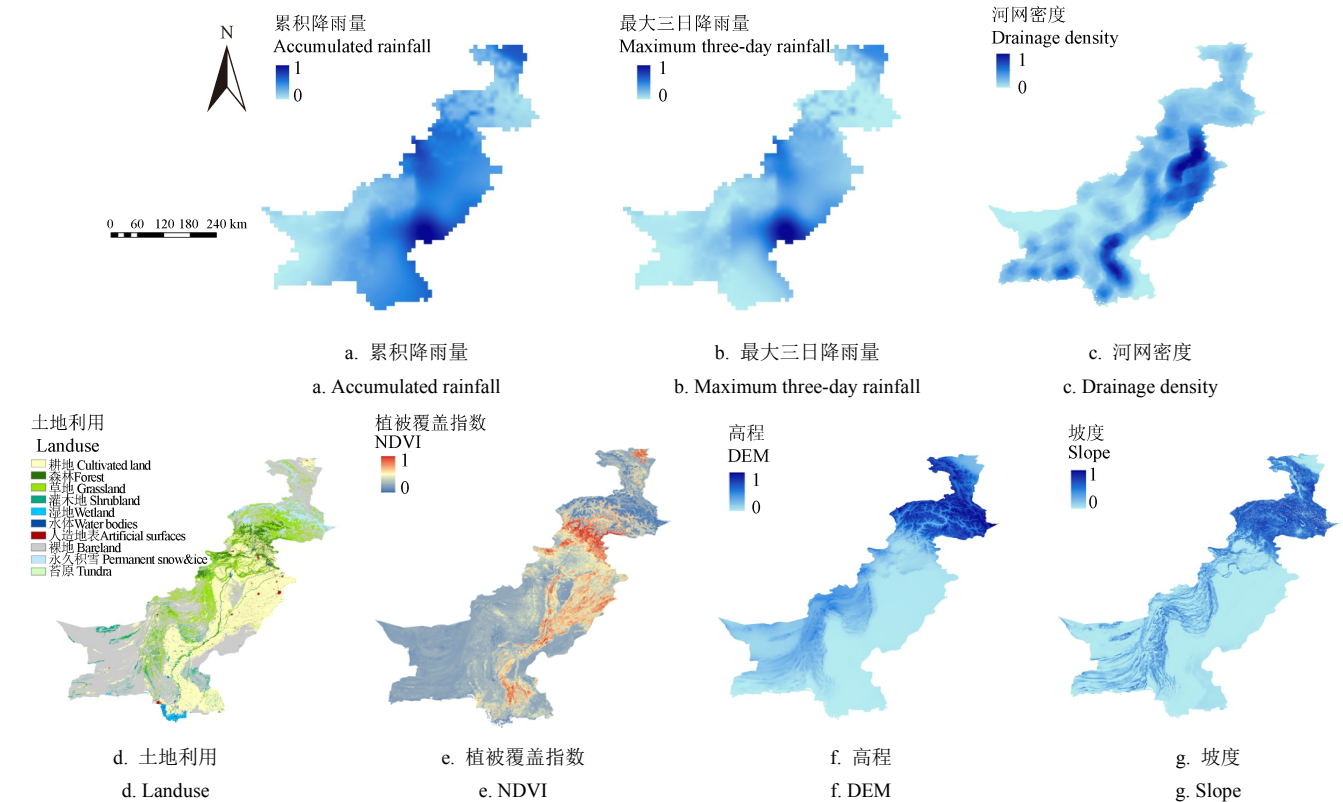 N
累积降雨量
Accumulated rainfall
1
0
最大三日降雨量
Maximum three-day rainfall
1
0
河网密度
Drainage density
1
0
0 60 120 180 240 km
a. 累积降雨量
b. 最大三日降雨量
c. 河网密度
a. Accumulated rainfall
b. Maximum three-day rainfall
c. Drainage density
土地利用
Landuse
耕地 Cultivated land
森林Forest
草地 Grassland
灌木地 Shrubland
湿地Wetland
水体Water bodies
人造地表Artificial surfaces
裸地 Bareland
永久积雪 Permanent snow&ice
苔原 Tundra
植被覆盖指数
NDVI
1
0
高程
DEM
1
0
坡度
Slope
1
0
d. 土地利用
e. 植被覆盖指数
f. 高程
g. 坡度
d. Landuse
e. NDVI
f. DEM
g. Slope